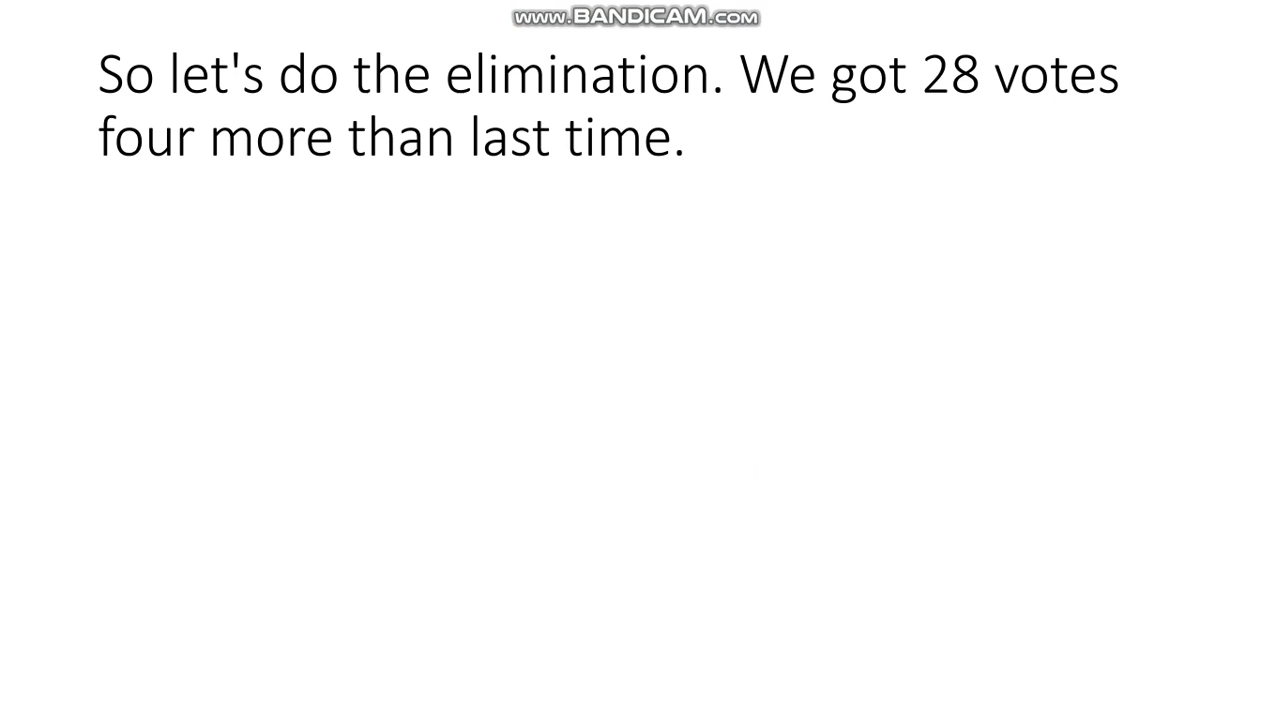 www.BANDICAM.com
So let's do the elimination. We got 28 votes
four more than last time.